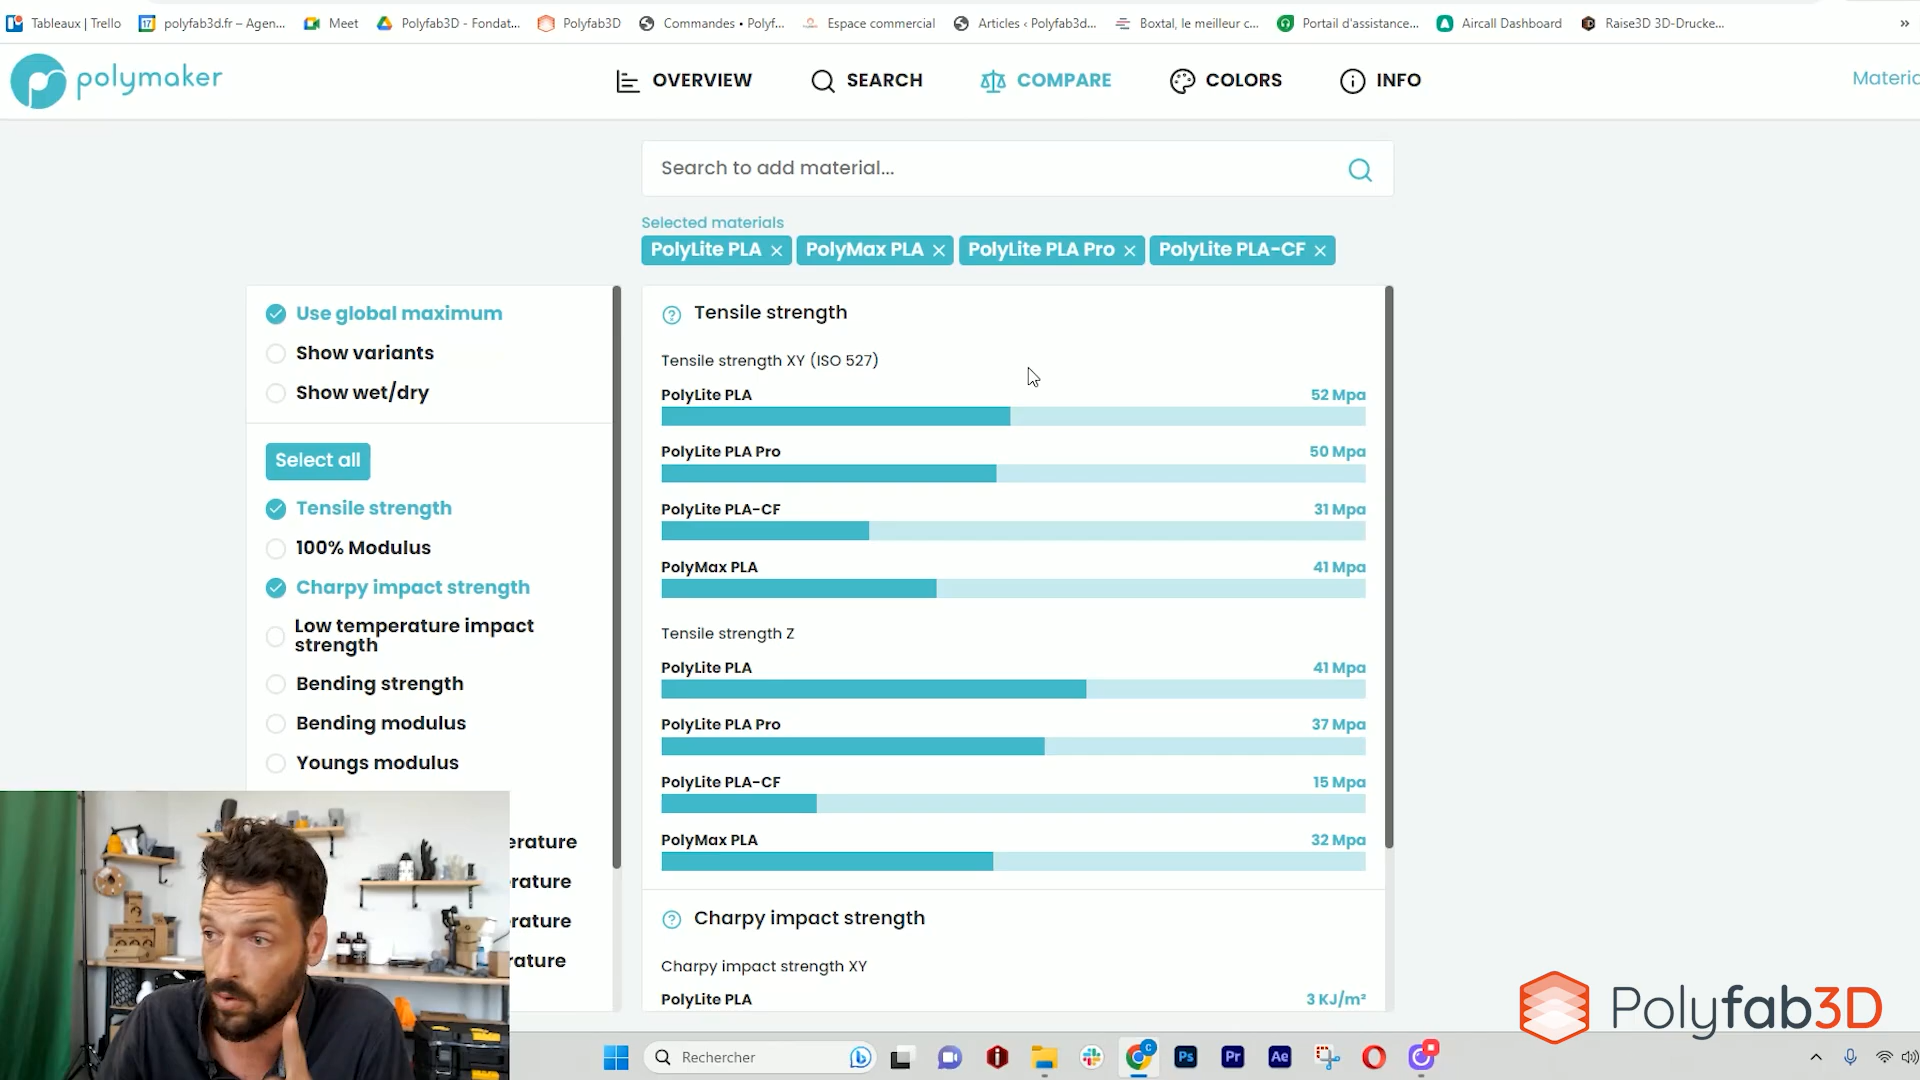 Tableaux | Trello
17 polyfab3d.fr – Agen...
Meet
Polyfab3D - Fondat...
Polyfab3D
Commandes • Polyf...
Espace commercial
Articles ‹ Polyfab3d...
Boxtal, le meilleur c...
Portail d'assistance...
Aircall Dashboard
Raise3D 3D-Drucke...
»
polymaker
OVERVIEW
SEARCH
COMPARE
COLORS
INFO
Materia
Search to add material...
Selected materials
PolyLite PLA ×
PolyMax PLA ×
PolyLite PLA Pro ×
PolyLite PLA-CF ×
Use global maximum
Show variants
Show wet/dry
Select all
Tensile strength
100% Modulus
Charpy impact strength
Low temperature impact
strength
Bending strength
Bending modulus
Youngs modulus
erature
rature
rature
ature
Tensile strength
Tensile strength XY (ISO 527)
PolyLite PLA 52 Mpa
PolyLite PLA Pro 50 Mpa
PolyLite PLA-CF 31 Mpa
PolyMax PLA 41 Mpa
Tensile strength Z
PolyLite PLA 41 Mpa
PolyLite PLA Pro 37 Mpa
PolyLite PLA-CF 15 Mpa
PolyMax PLA 32 Mpa
Charpy impact strength
Charpy impact strength XY
PolyLite PLA 3 KJ/m²
Polyfab3D
Rechercher
C
Ps
Pr
Ae